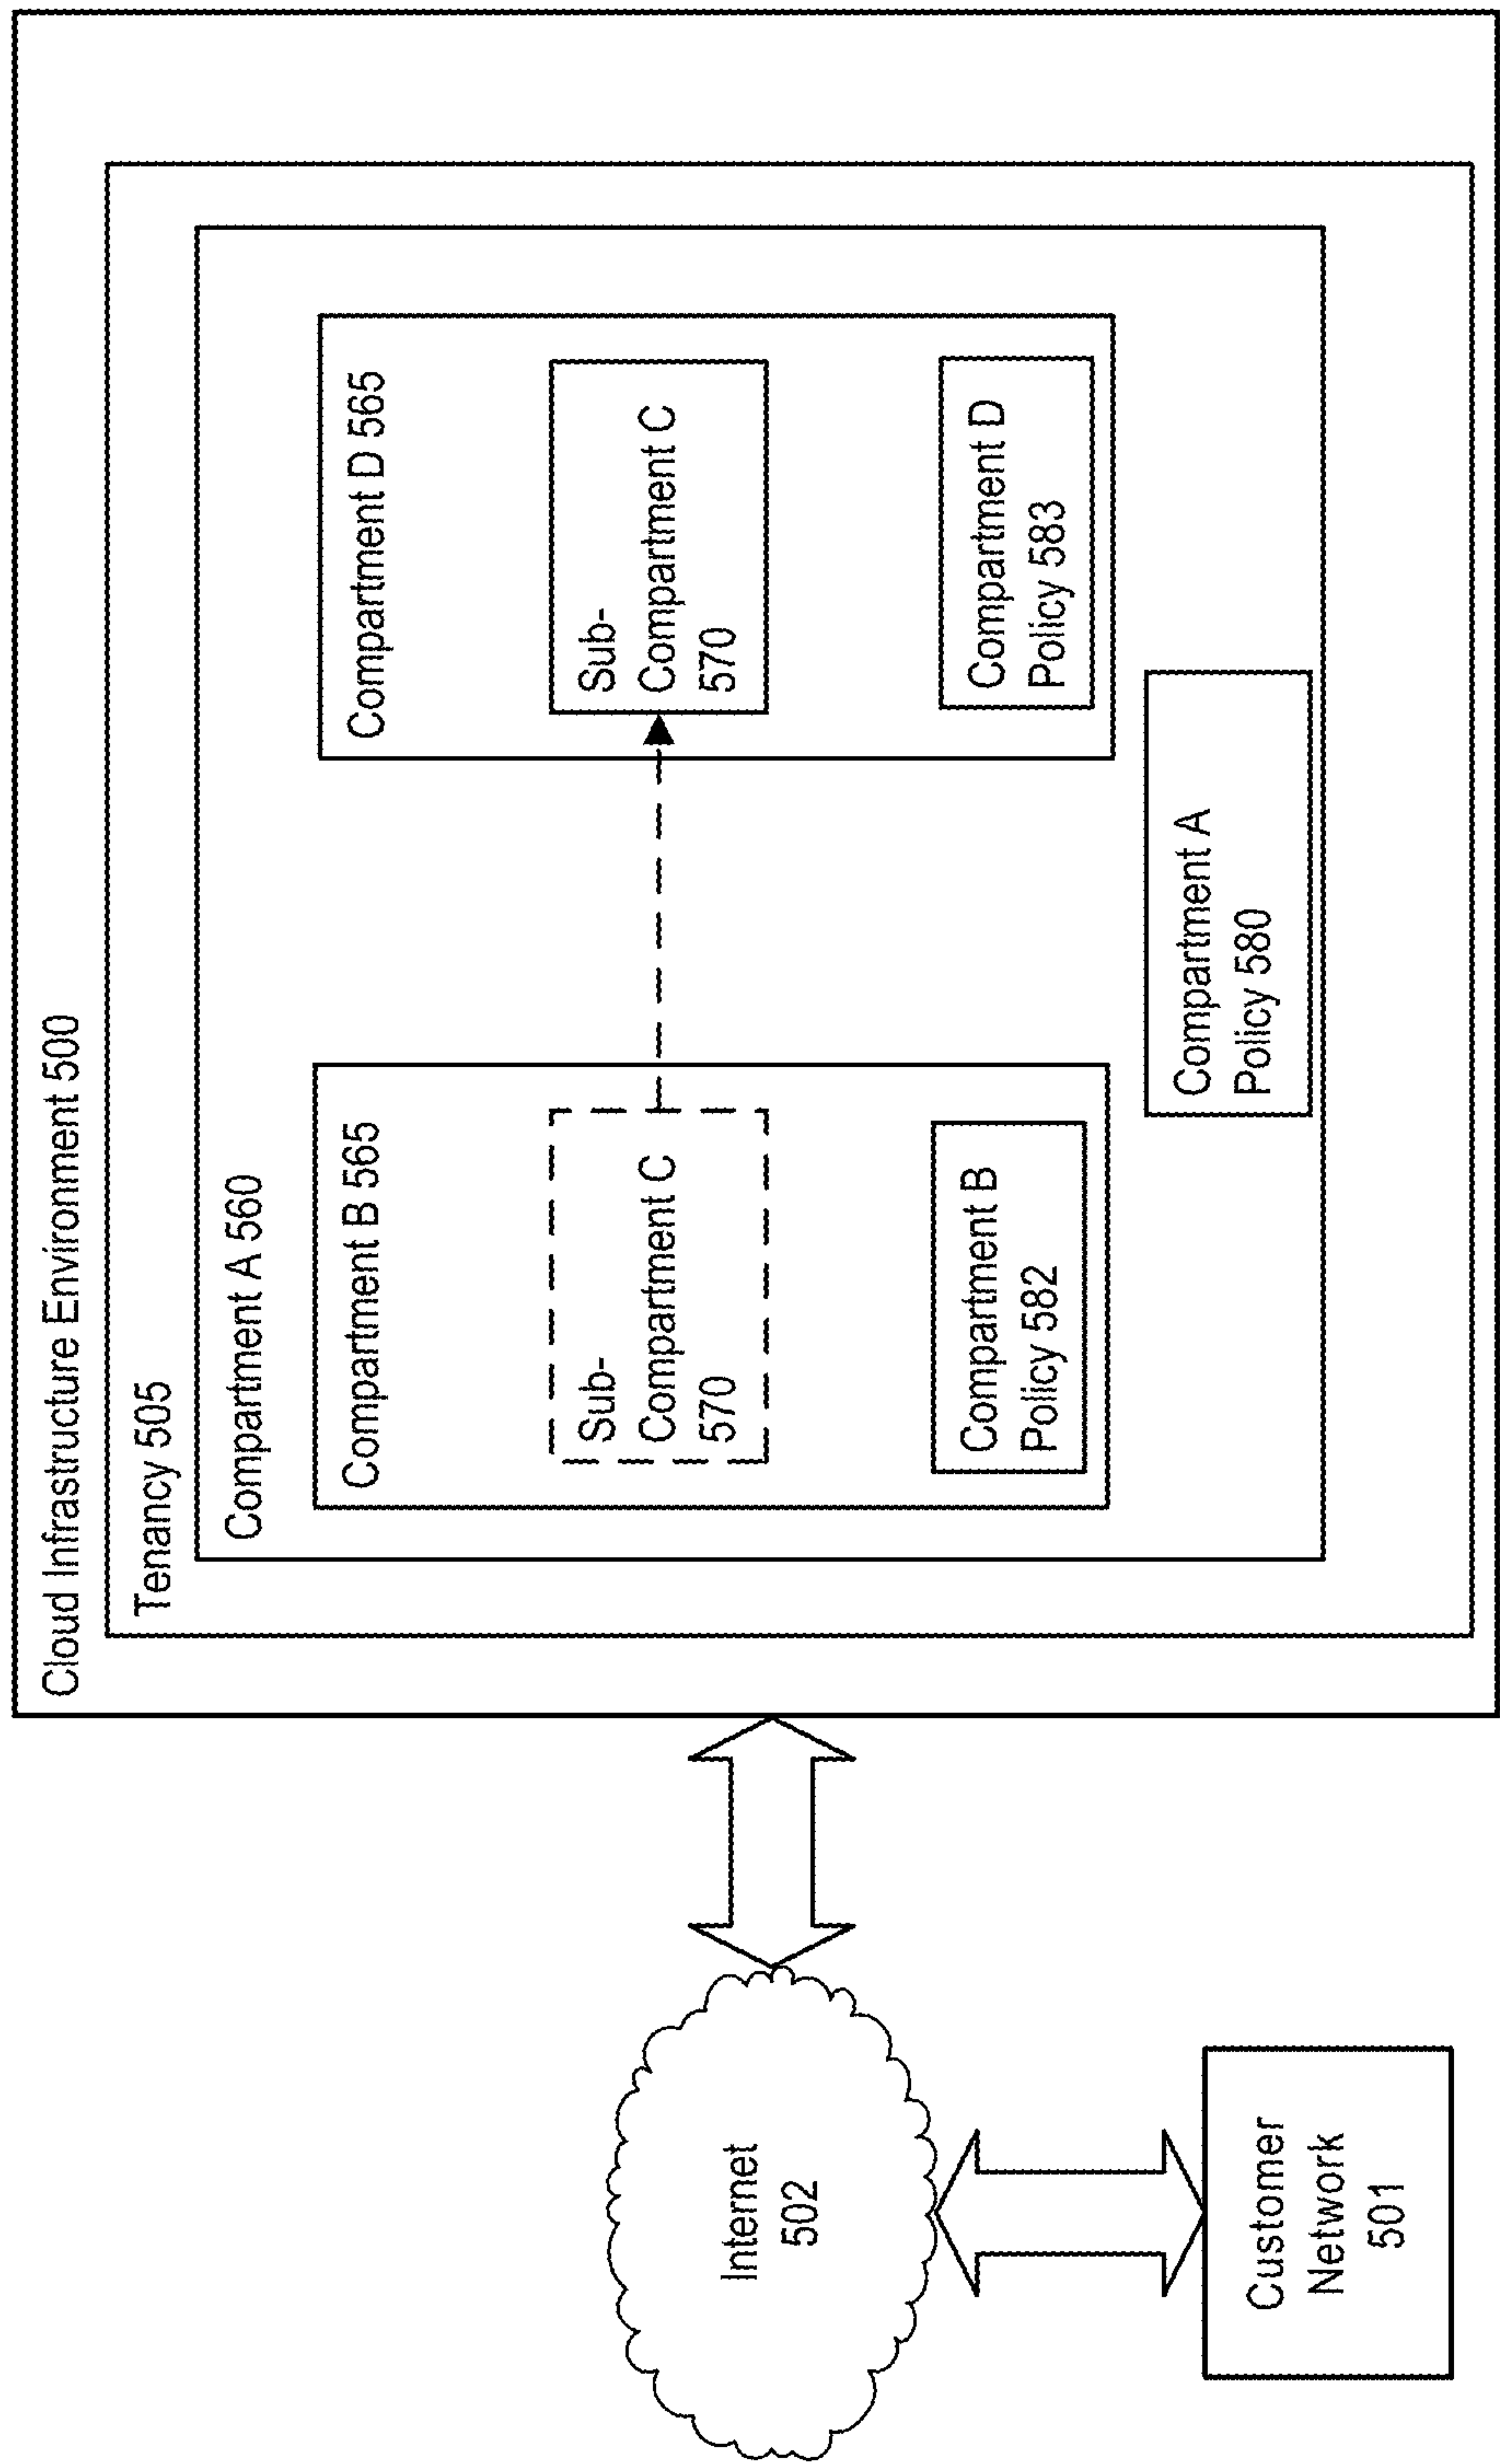 Cloud Infrastructure Environment 500
Tenancy 505
Compartment A 560
Compartment B 565
Sub-
Compartment C
570
Compartment B
Policy 582
Compartment D 565
Sub-
Compartment C
570
Compartment D
Policy 583
Compartment A
Policy 580
Internet
502
Customer
Network
501